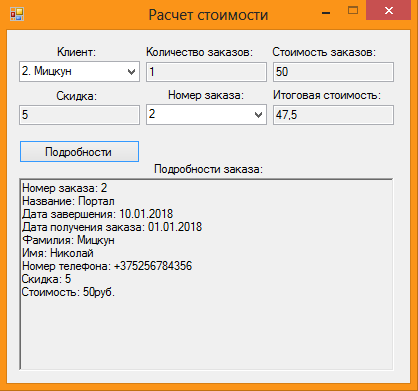 Расчет стоимости
Клиент: Количество заказов: Стоимость заказов:
2. Мицкун 1 50
Скидка: Номер заказа: Итоговая стоимость:
5 2 47,5
Подробности
Подробности заказа:
Номер заказа: 2
Название: Портал
Дата завершения: 10.01.2018
Дата получения заказа: 01.01.2018
Фамилия: Мицкун
Имя: Николай
Номер телефона: +375256784356
Скидка: 5
Стоимость: 50руб.